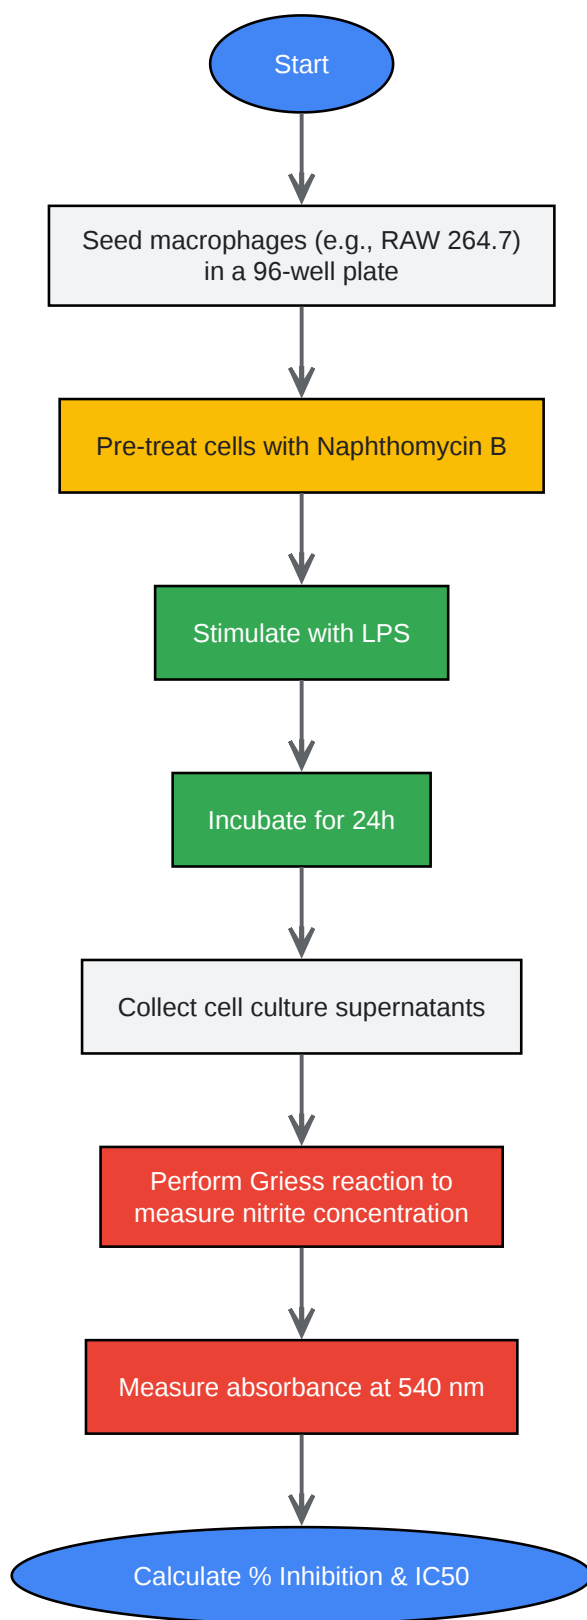 Start
Seed macrophages (e.g., RAW 264.7)
in a 96-well plate
Pre-treat cells with Naphthomycin B
Stimulate with LPS
Incubate for 24h
Collect cell culture supernatants
Perform Griess reaction to
measure nitrite concentration
Measure absorbance at 540 nm
Calculate % Inhibition & IC50